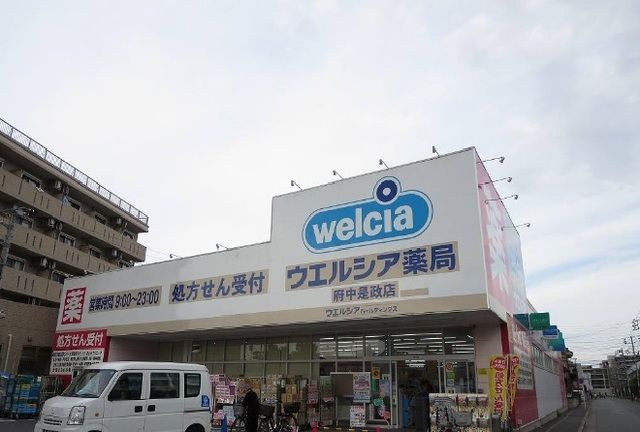 welcia
ウエルシア薬局
府中是政店
ウエルシア ホールディングス
薬
営業時間 9:00〜23:00
処方せん受付
処方せん受付
薬